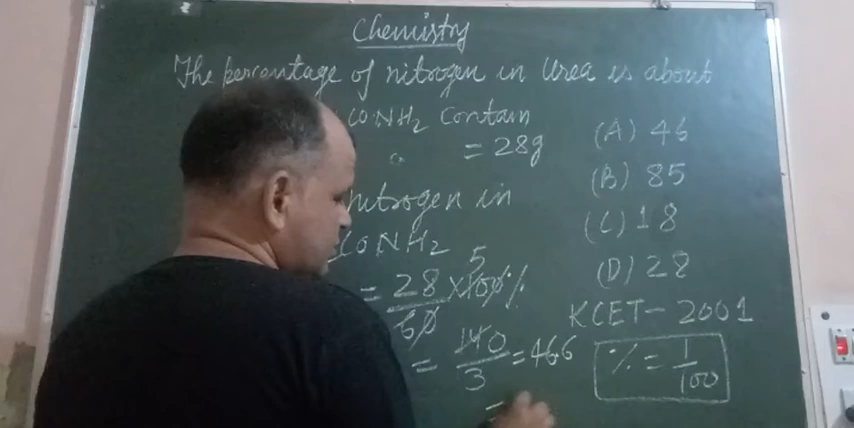 Chemistry
The percentage of nitrogen in Urea is about
CONH2 Contain
= 28g
nitrogen in
CONH2
= 28/60 × 100 %
5
= 140/3 = 46.6
=
(A) 46
(B) 85
(C) 18
(D) 28
KCET - 2001
% = 1/100